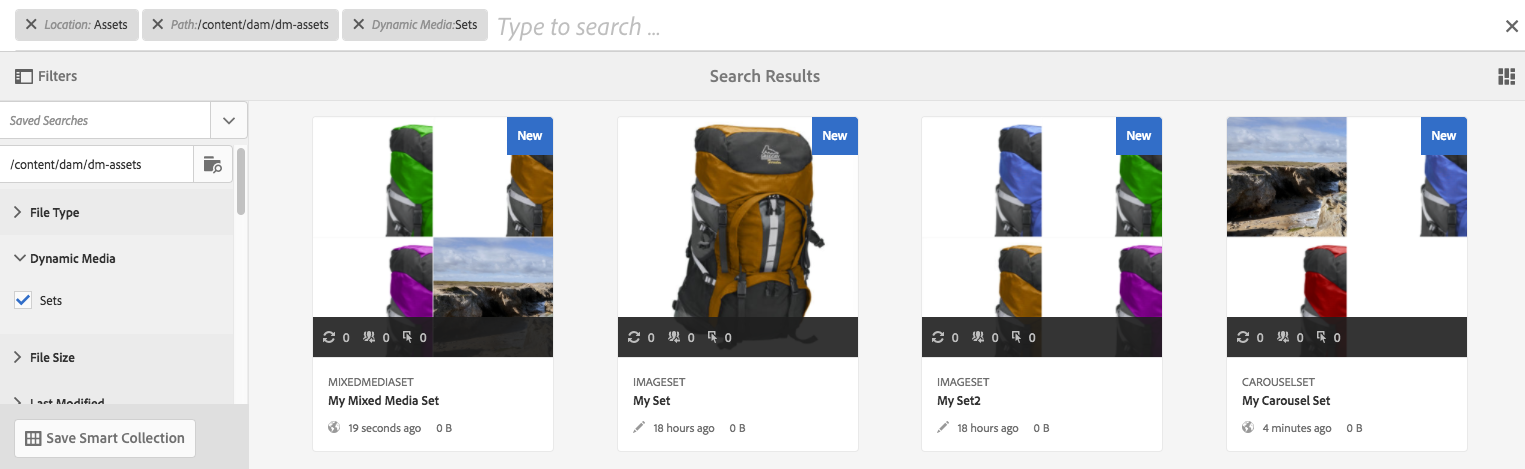 Location: Assets Path:/content/dam/dm-assets Dynamic Media:Sets Type to search ...
Filters
Search Results
Saved Searches
/content/dam/dm-assets
File Type
Dynamic Media
Sets
File Size
Last Modified
Save Smart Collection
New
0 0 0
MIXEDMEDIASET
My Mixed Media Set
19 seconds ago 0 B
New
0 0 0
IMAGESET
My Set
18 hours ago 0 B
New
0 0 0
IMAGESET
My Set2
18 hours ago 0 B
New
0 0 0
CAROUSELSET
My Carousel Set
4 minutes ago 0 B